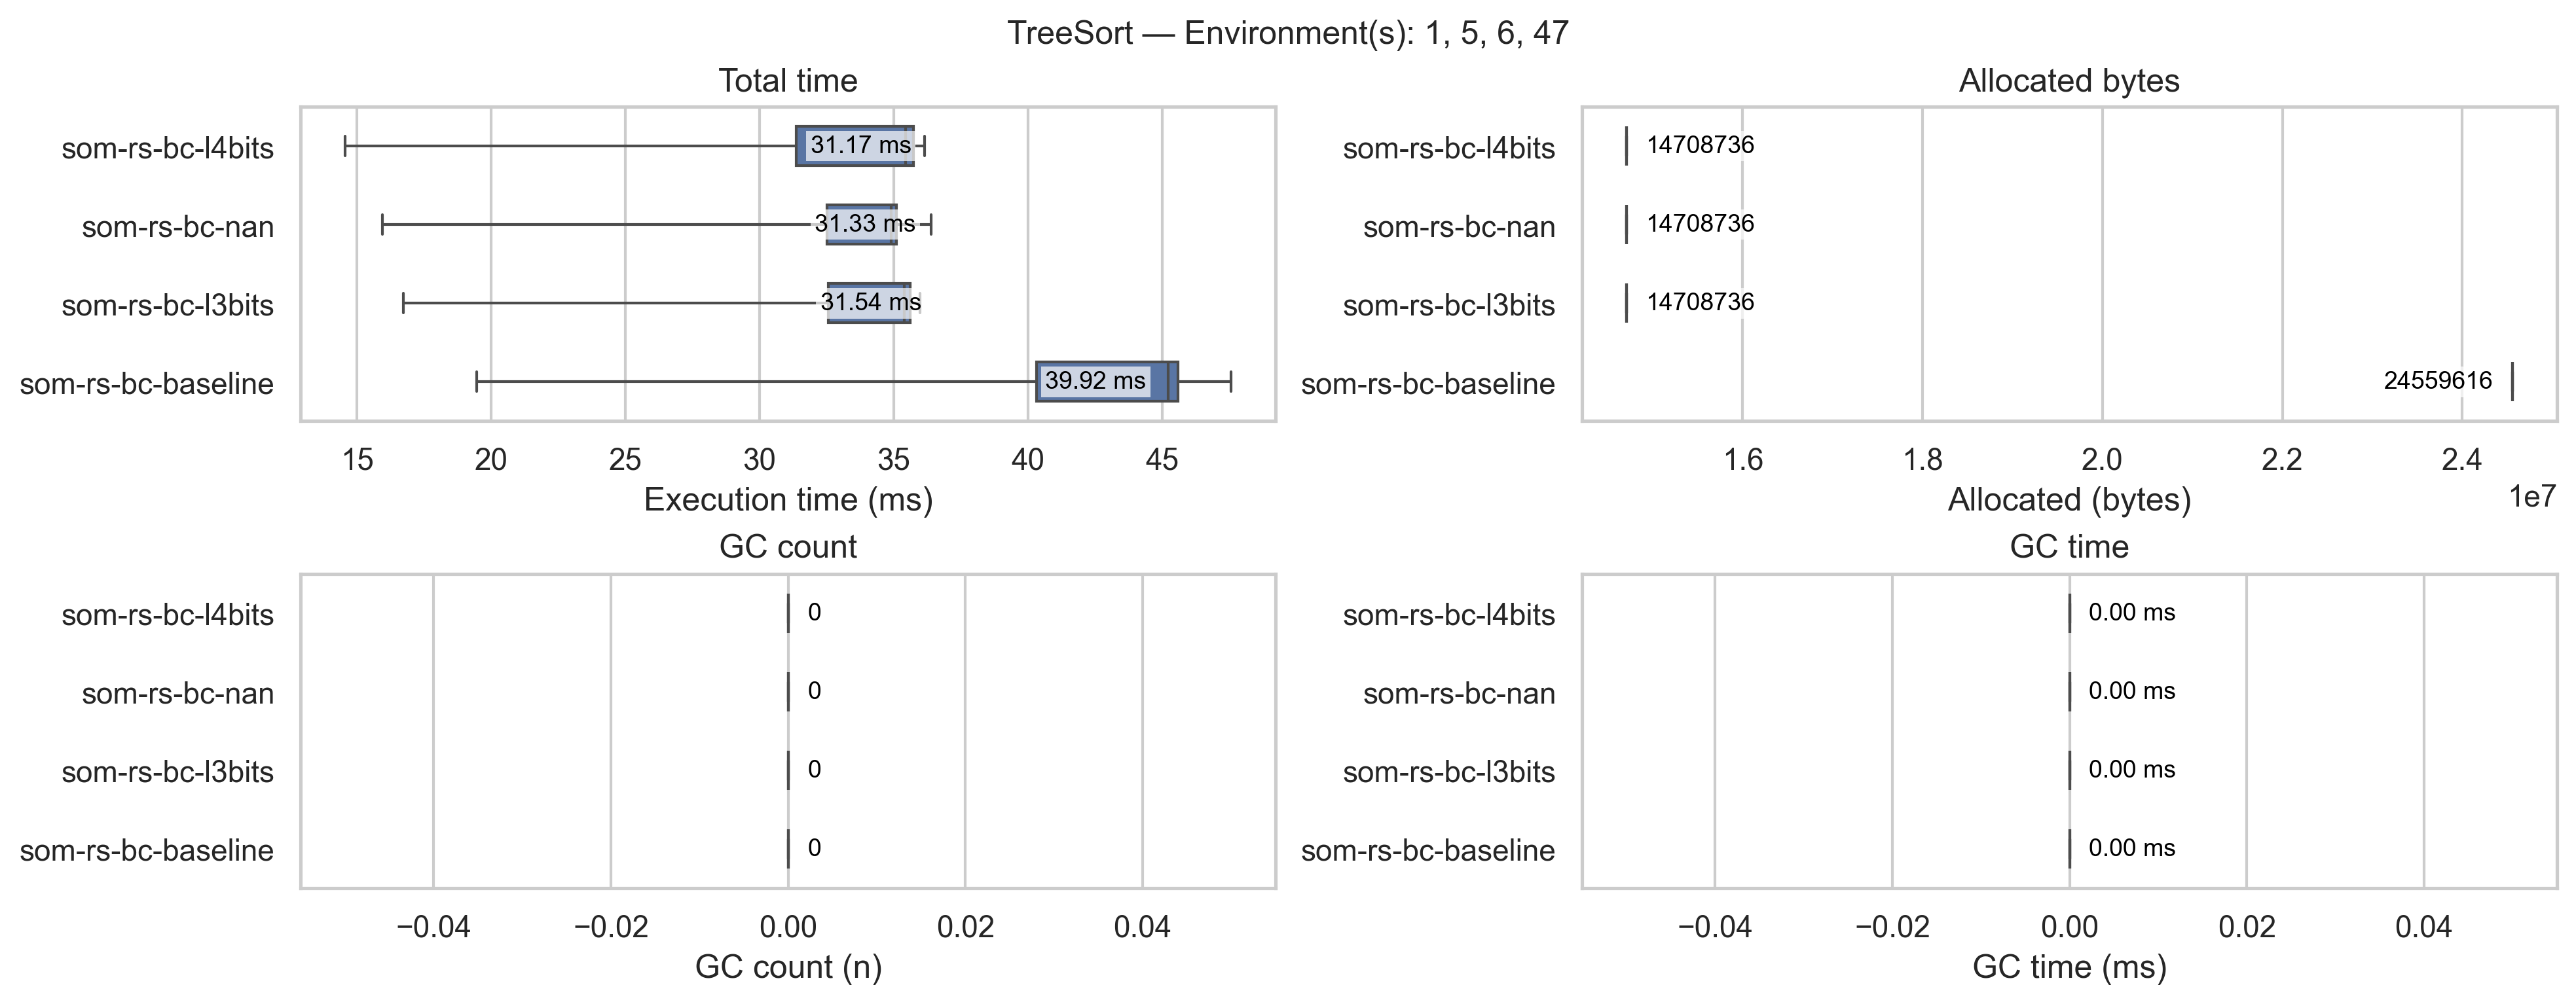 TreeSort — Environment(s): 1, 5, 6, 47
Total time
som-rs-bc-l4bits
31.17 ms
som-rs-bc-nan
31.33 ms
som-rs-bc-l3bits
31.54 ms
som-rs-bc-baseline
39.92 ms
15 20 25 30 35 40 45
Execution time (ms)
Allocated bytes
som-rs-bc-l4bits
14708736
som-rs-bc-nan
14708736
som-rs-bc-l3bits
14708736
som-rs-bc-baseline
24559616
1.6 1.8 2.0 2.2 2.4
1e7
Allocated (bytes)
GC count
som-rs-bc-l4bits
0
som-rs-bc-nan
0
som-rs-bc-l3bits
0
som-rs-bc-baseline
0
−0.04 −0.02 0.00 0.02 0.04
GC count (n)
GC time
som-rs-bc-l4bits
0.00 ms
som-rs-bc-nan
0.00 ms
som-rs-bc-l3bits
0.00 ms
som-rs-bc-baseline
0.00 ms
−0.04 −0.02 0.00 0.02 0.04
GC time (ms)